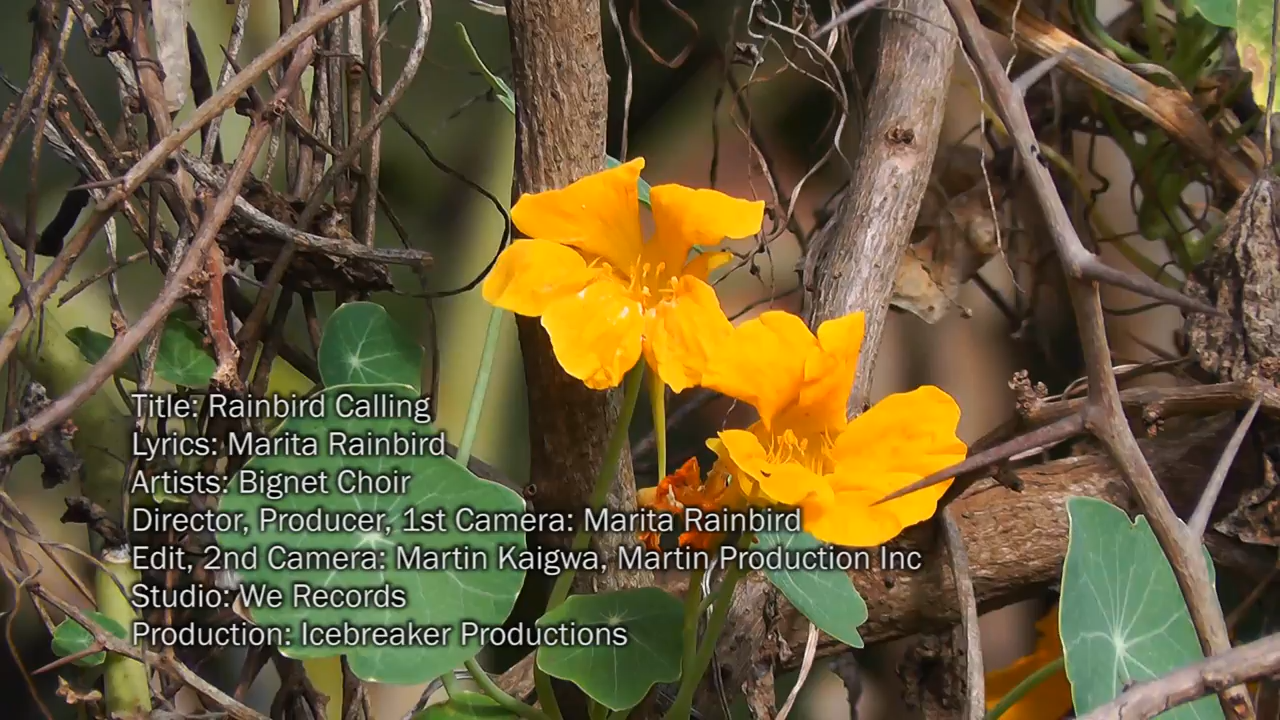 Title: Rainbird Calling
Lyrics: Marita Rainbird
Artists: Bignet Choir
Director, Producer, 1st Camera: Marita Rainbird
Edit, 2nd Camera: Martin Kaigwa, Martin Production Inc
Studio: We Records
Production: Icebreaker Productions